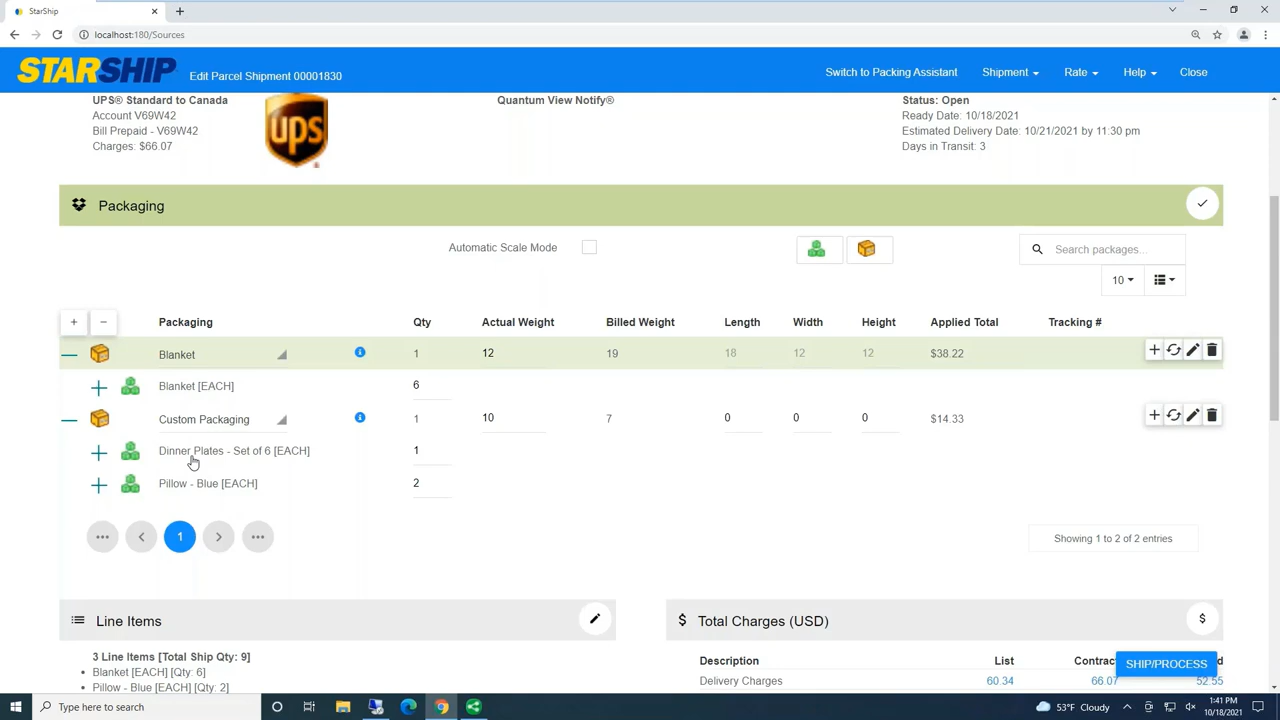 StarShip
localhost:180/Sources
STARSHIP Edit Parcel Shipment 00001830 Switch to Packing Assistant Shipment Rate Help Close
UPS® Standard to Canada Quantum View Notify® Status: Open
Account V69W42 Ready Date: 10/18/2021
Bill Prepaid - V69W42 Estimated Delivery Date: 10/21/2021 by 11:30 pm
Charges: $66.07 Days in Transit: 3
ups
Packaging
Automatic Scale Mode Search packages...
10
+ − Packaging Qty Actual Weight Billed Weight Length Width Height Applied Total Tracking #
Blanket 1 12 19 18 12 12 $38.22
Blanket [EACH] 6
Custom Packaging 1 10 7 0 0 0 $14.33
Dinner Plates - Set of 6 [EACH] 1
Pillow - Blue [EACH] 2
... < 1 > ... Showing 1 to 2 of 2 entries
Line Items $ Total Charges (USD) $
3 Line Items [Total Ship Qty: 9] Description List
Blanket [EACH] [Qty: 6] Delivery Charges 60.34 66.07 52.55
Pillow - Blue [EACH] [Qty: 2]
SHIP/PROCESS
Type here to search 53°F Cloudy 1:41 PM
10/18/2021